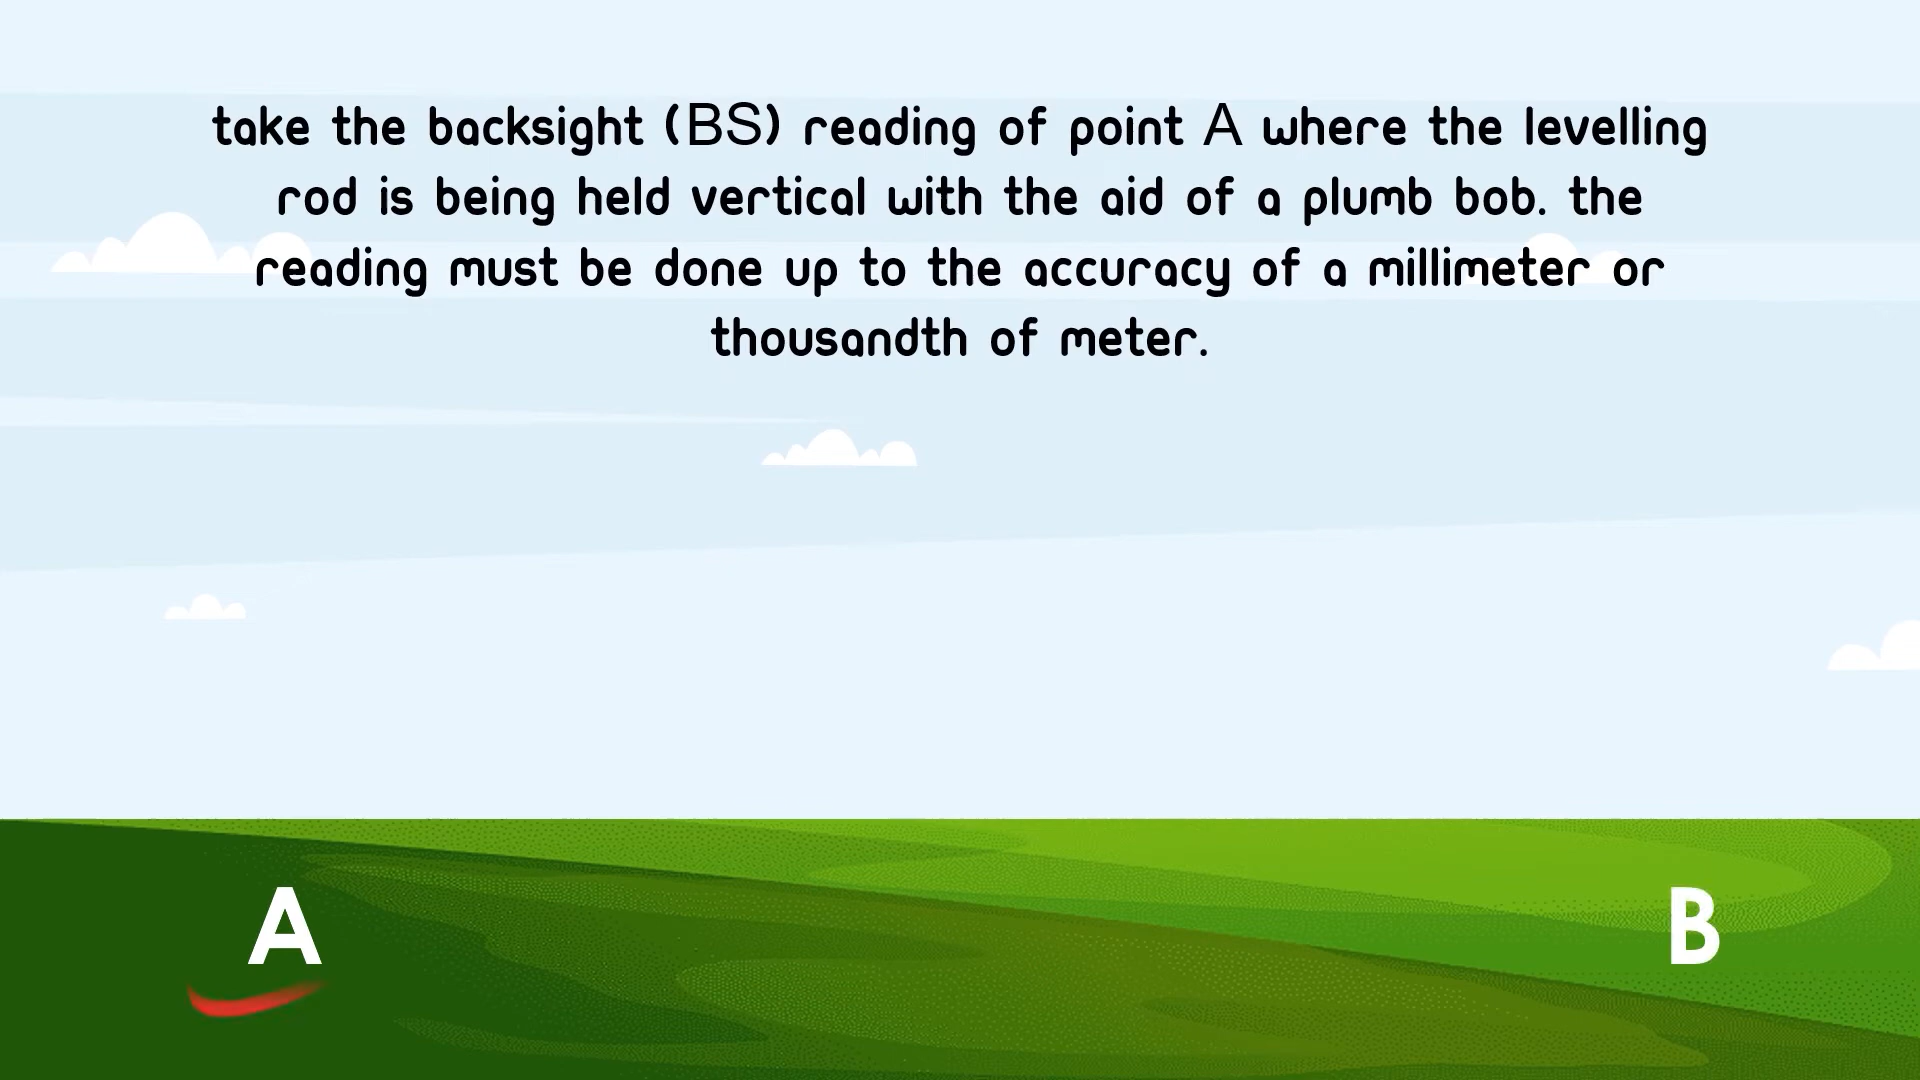 take the backsight (BS) reading of point A where the levelling
rod is being held vertical with the aid of a plumb bob. the
reading must be done up to the accuracy of a millimeter or
thousandth of meter.
A
B